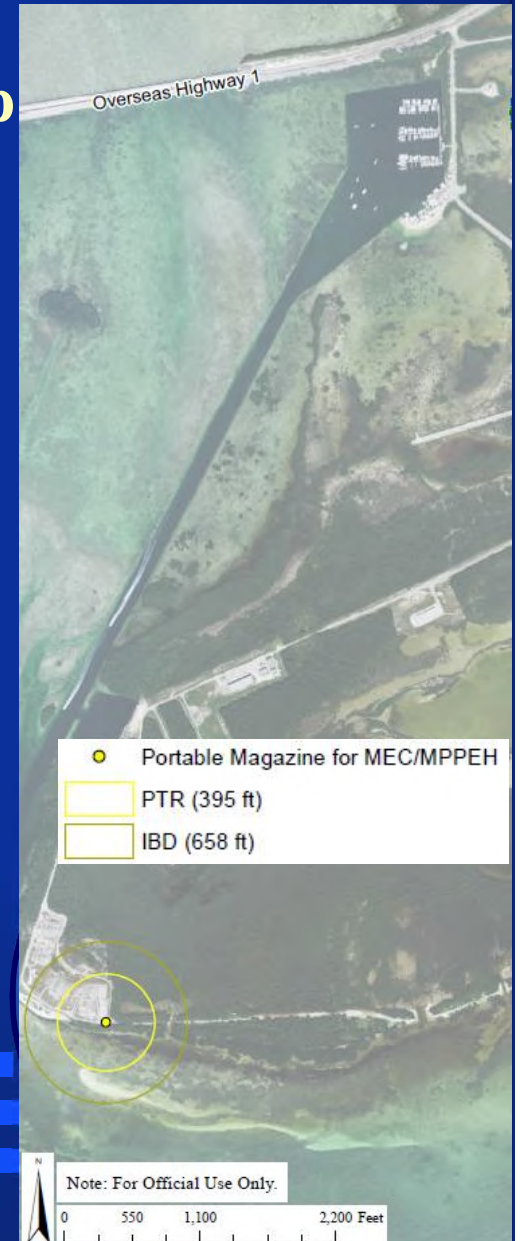 Overseas Highway 1
Portable Magazine for MEC/MPPEH
PTR (395 ft)
IBD (658 ft)
N
Note: For Official Use Only.
0 550 1,100 2,200 Feet